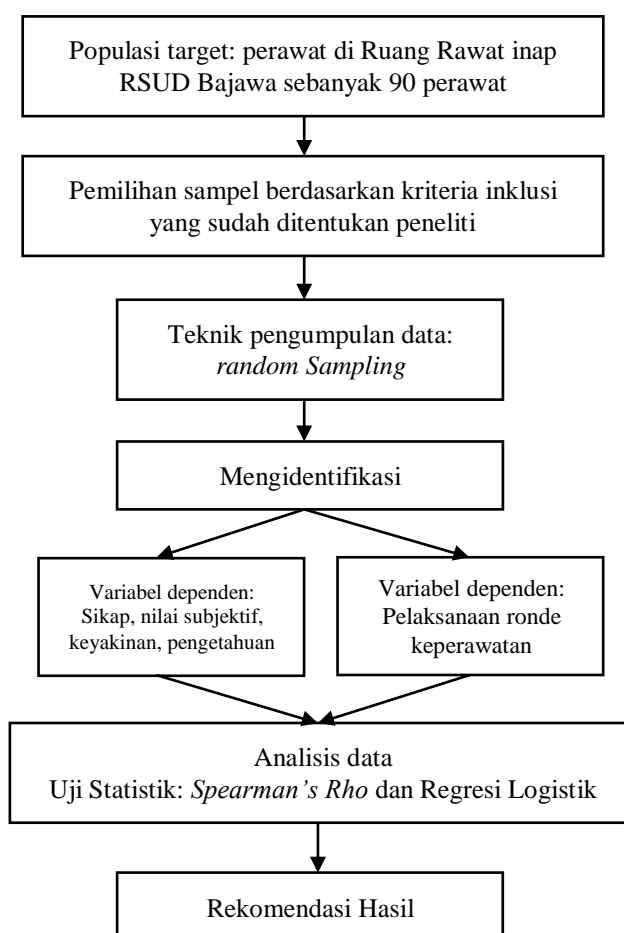 Populasi target: perawat di Ruang Rawat inap
RSUD Bajawa sebanyak 90 perawat
Pemilihan sampel berdasarkan kriteria inklusi
yang sudah ditentukan peneliti
Teknik pengumpulan data:
random Sampling
Mengidentifikasi
Variabel dependen:
Sikap, nilai subjektif,
keyakinan, pengetahuan
Variabel dependen:
Pelaksanaan ronde
keperawatan
Analisis data
Uji Statistik: Spearman’s Rho dan Regresi Logistik
Rekomendasi Hasil